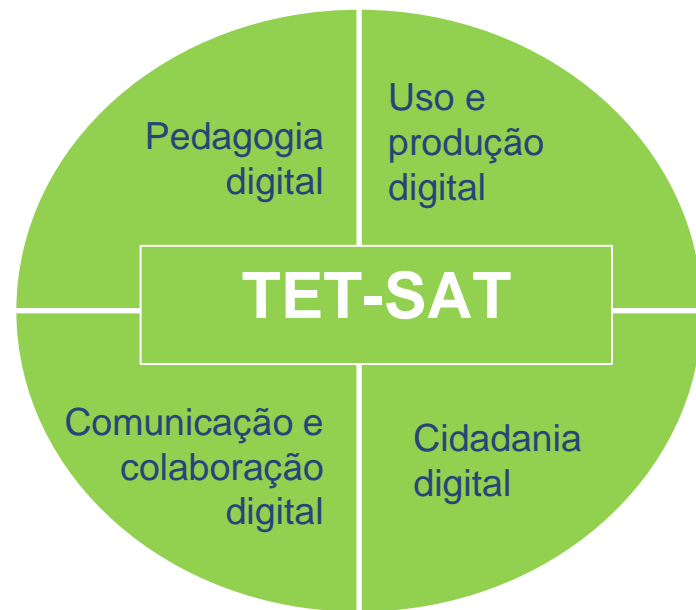 Pedagogia
digital
Uso e
produção
digital
TET-SAT
Comunicação e
colaboração
digital
Cidadania
digital